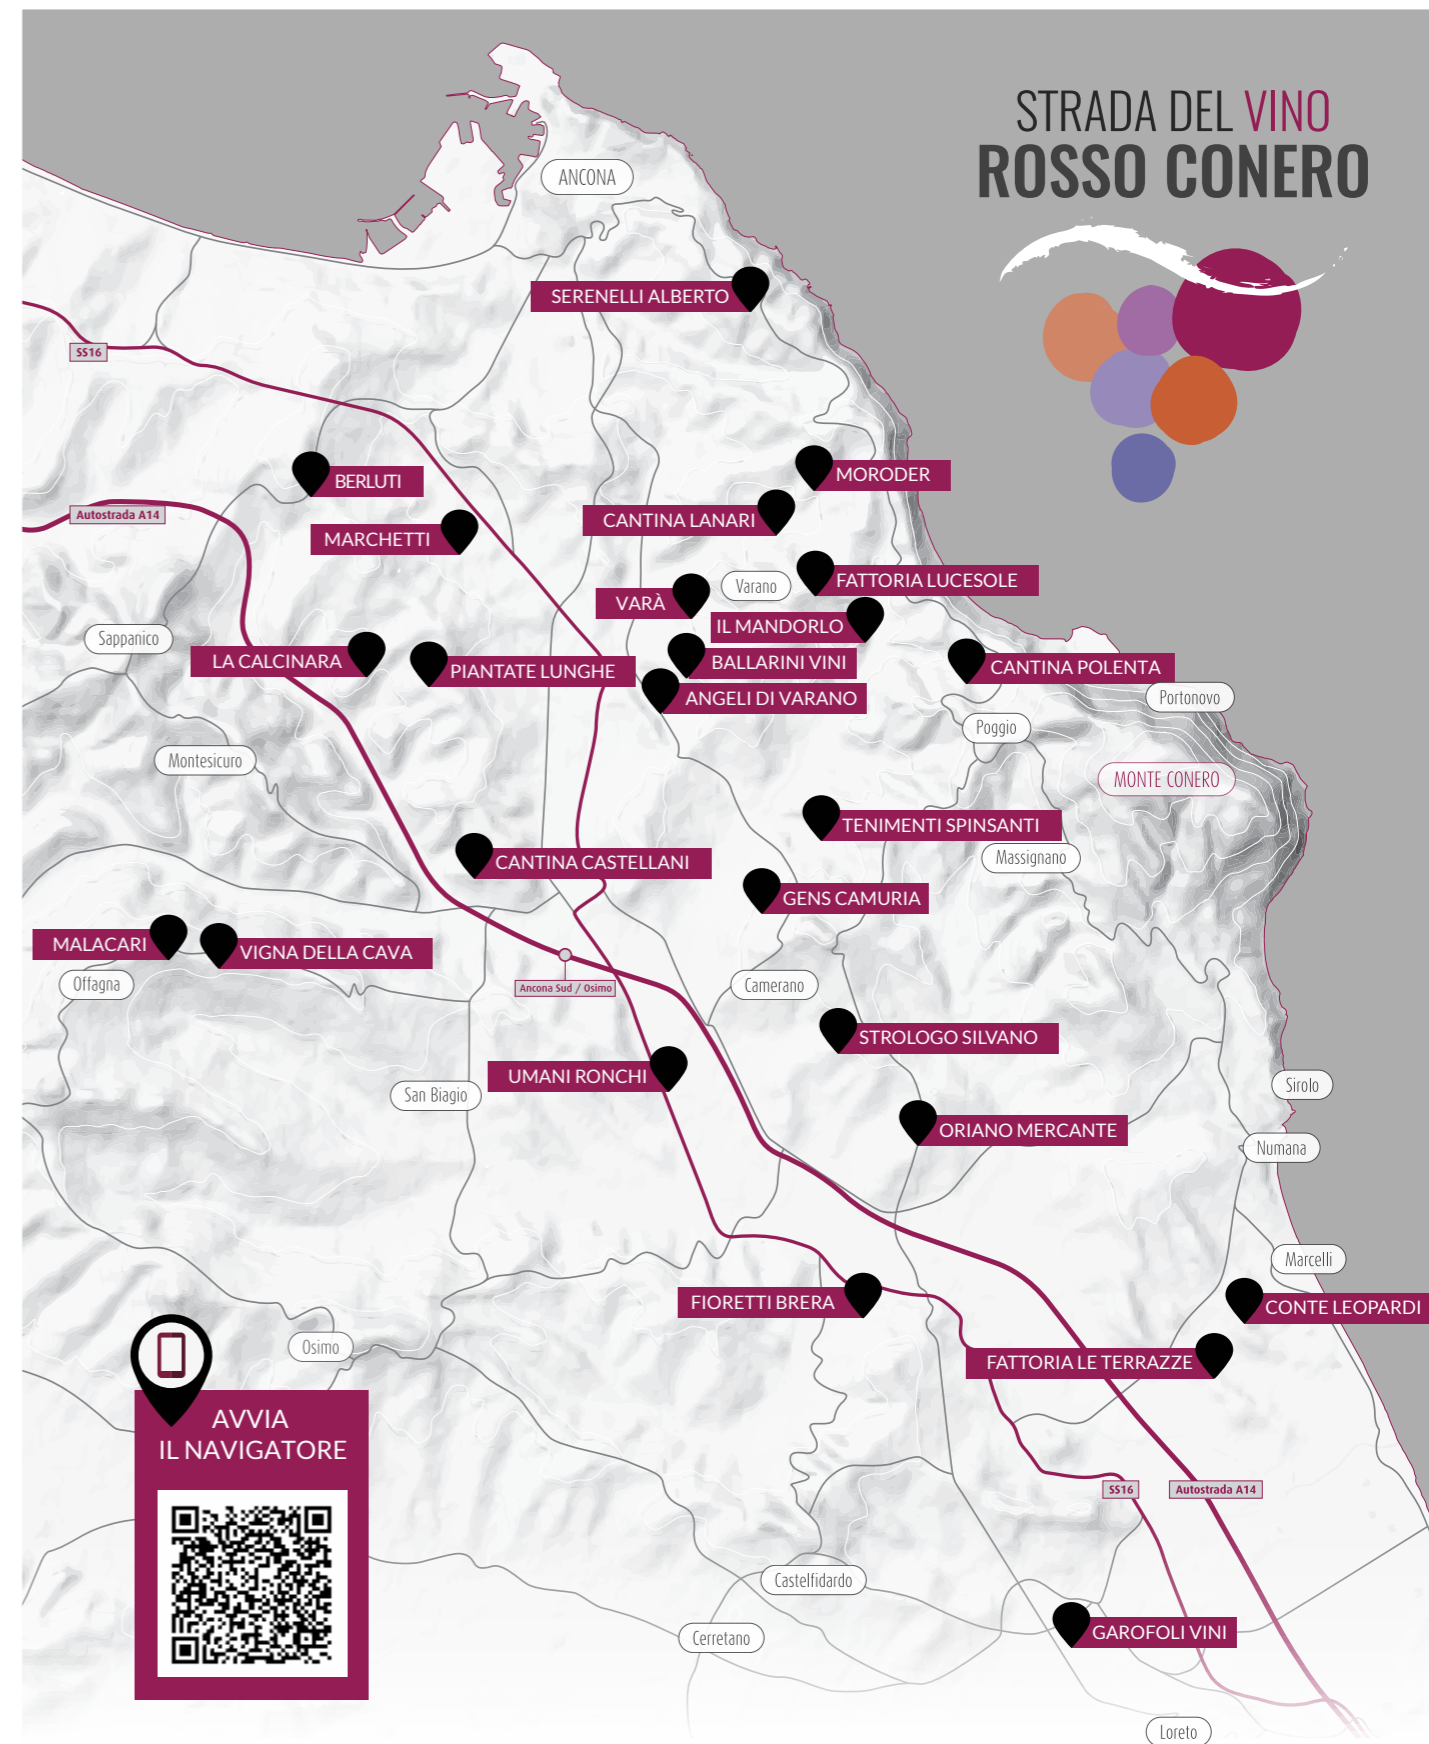 STRADA DEL VINO
ROSSO CONERO
ANCONA
SERENELLI ALBERTO
SS16
MORODER
BERLUTI
Autostrada A14
CANTINA LANARI
MARCHETTI
FATTORIA LUCESOLE
Varano
VARÀ
IL MANDORLO
Sappanico
LA CALCINARA
PIANTATE LUNGHE
BALLARINI VINI
CANTINA POLENTA
ANGELI DI VARANO
Portonovo
Poggio
Montesicuro
MONTE CONERO
TENIMENTI SPINSANTI
Massignano
CANTINA CASTELLANI
GENS CAMURIA
MALACARI
VIGNA DELLA CAVA
Offagna
Ancona Sud / Osimo
Camerano
STROLOGO SILVANO
UMANI RONCHI
San Biagio
Sirolo
ORIANO MERCANTE
Numana
Marcelli
FIORETTI BRERA
CONTE LEOPARDI
Osimo
FATTORIA LE TERRAZZE
AVVIA
IL NAVIGATORE
SS16
Autostrada A14
Castelfidardo
Cerretano
GAROFOLI VINI
Loreto